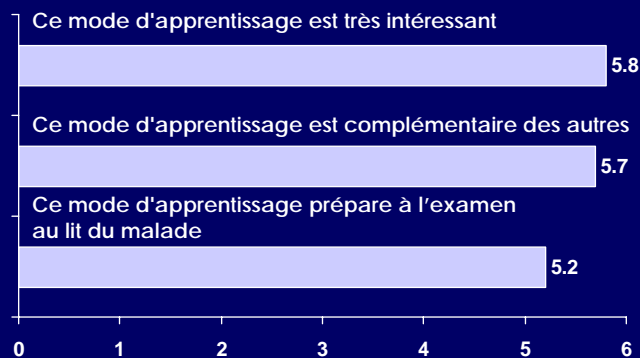 Ce mode d'apprentissage est très intéressant
5.8
Ce mode d'apprentissage est complémentaire des autres
5.7
Ce mode d'apprentissage prépare à l'examen
au lit du malade
5.2
0 1 2 3 4 5 6